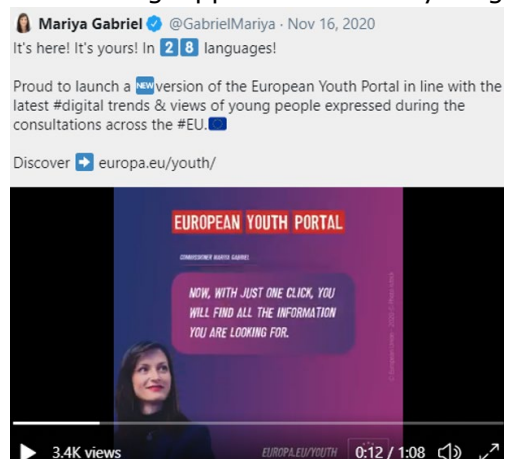 Mariya Gabriel @GabrielMariya · Nov 16, 2020
It's here! It's yours! In 2 8 languages!
Proud to launch a NEW version of the European Youth Portal in line with the
latest #digital trends & views of young people expressed during the
consultations across the #EU.
Discover europa.eu/youth/
EUROPEAN YOUTH PORTAL
COMMISSIONER MARIYA GABRIEL
NOW, WITH JUST ONE CLICK, YOU
WILL FIND ALL THE INFORMATION
YOU ARE LOOKING FOR.
3.4K views
EUROPA.EU/YOUTH
0:12 / 1:08